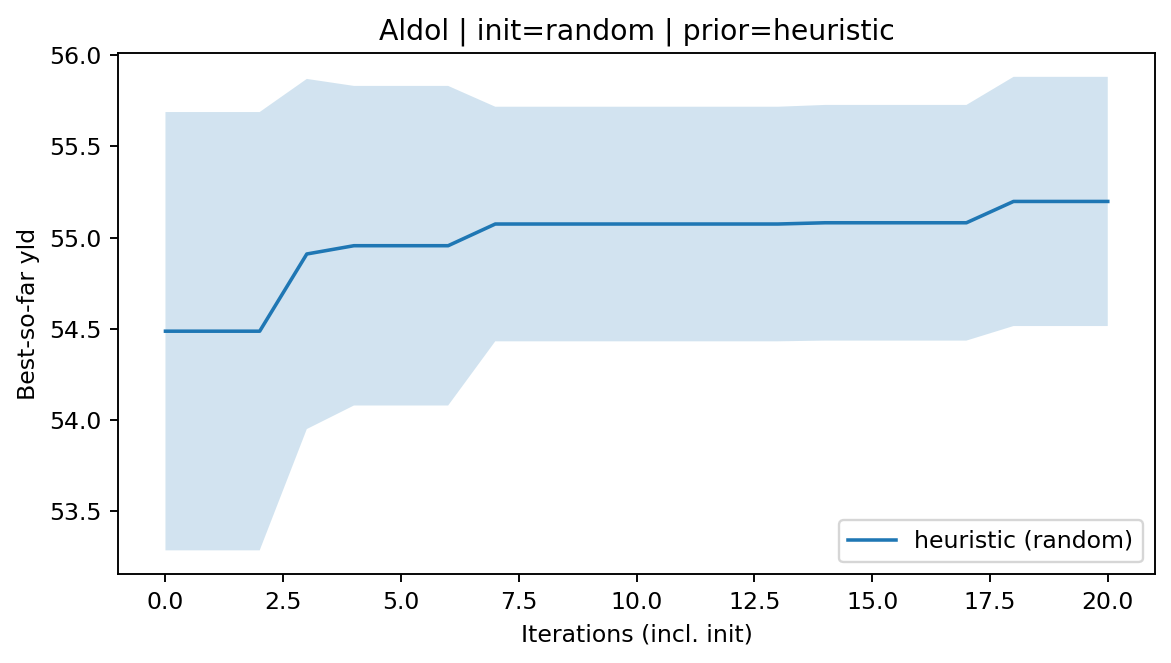 Aldol | init=random | prior=heuristic
56.0
55.5
55.0
54.5
54.0
53.5
Best-so-far yld
heuristic (random)
0.0 2.5 5.0 7.5 10.0 12.5 15.0 17.5 20.0
Iterations (incl. init)